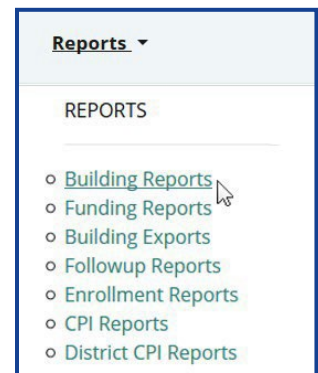 Reports
REPORTS
Building Reports
Funding Reports
Building Exports
Followup Reports
Enrollment Reports
CPI Reports
District CPI Reports